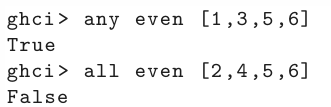 ghci> any even [1,3,5,6]
True
ghci> all even [2,4,5,6]
False